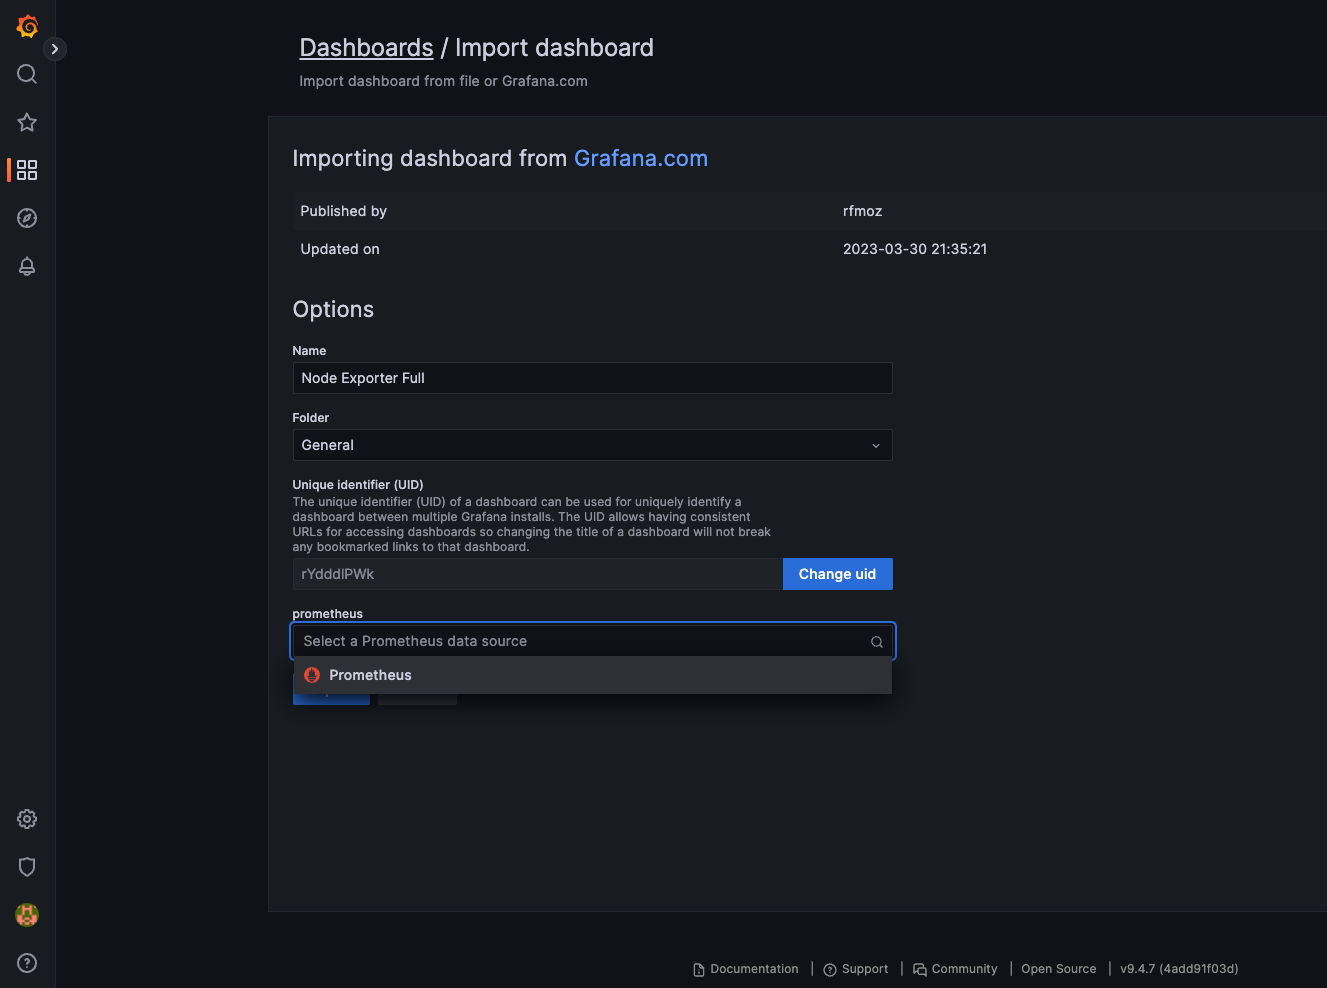 Dashboards / Import dashboard
Import dashboard from file or Grafana.com
Importing dashboard from Grafana.com
Published by rfmoz
Updated on 2023-03-30 21:35:21
Options
Name
Node Exporter Full
Folder
General
Unique identifier (UID)
The unique identifier (UID) of a dashboard can be used for uniquely identify a
dashboard between multiple Grafana installs. The UID allows having consistent
URLs for accessing dashboards so changing the title of a dashboard will not break
any bookmarked links to that dashboard.
rYdddlPWk Change uid
prometheus
Select a Prometheus data source
Prometheus
Documentation | Support | Community | Open Source | v9.4.7 (4add91f03d)